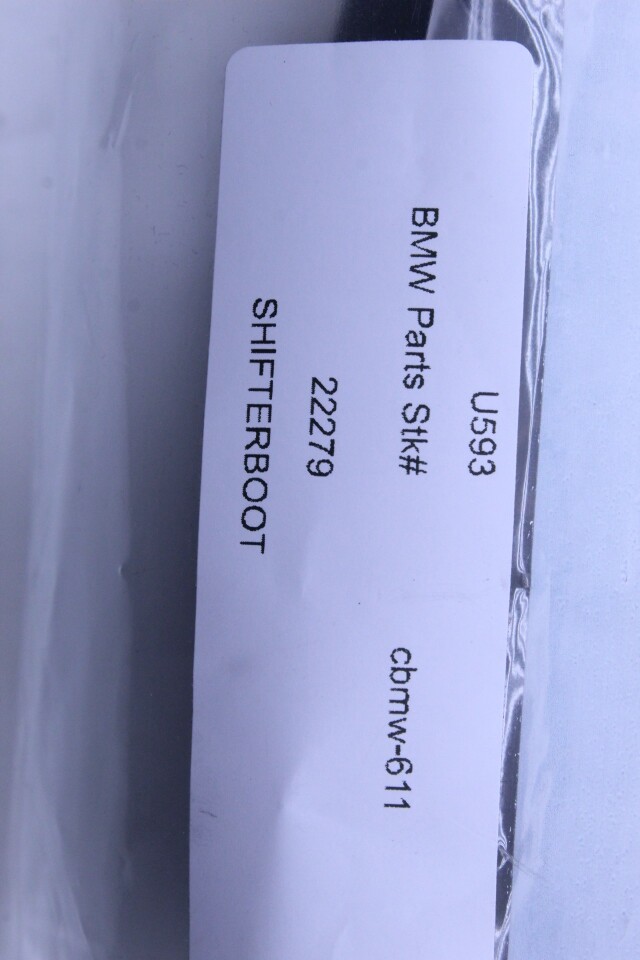 U593
BMW Parts Stk# cbmw-611
22279
SHIFTERBOOT